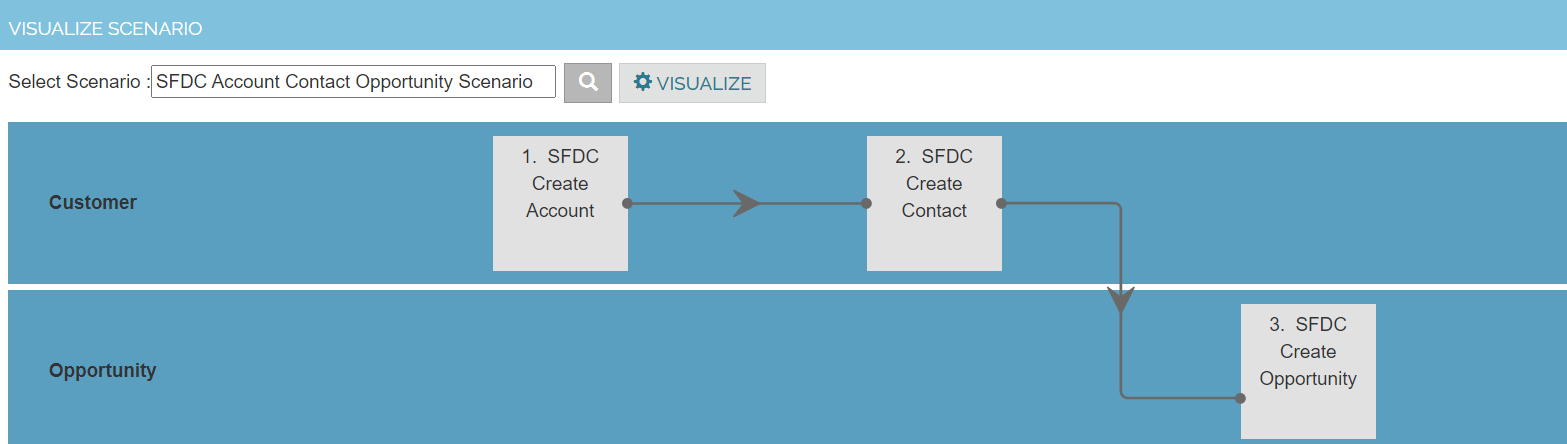 VISUALIZE SCENARIO
Select Scenario : SFDC Account Contact Opportunity Scenario VISUALIZE
Customer
1. SFDC
Create
Account
2. SFDC
Create
Contact
Opportunity
3. SFDC
Create
Opportunity